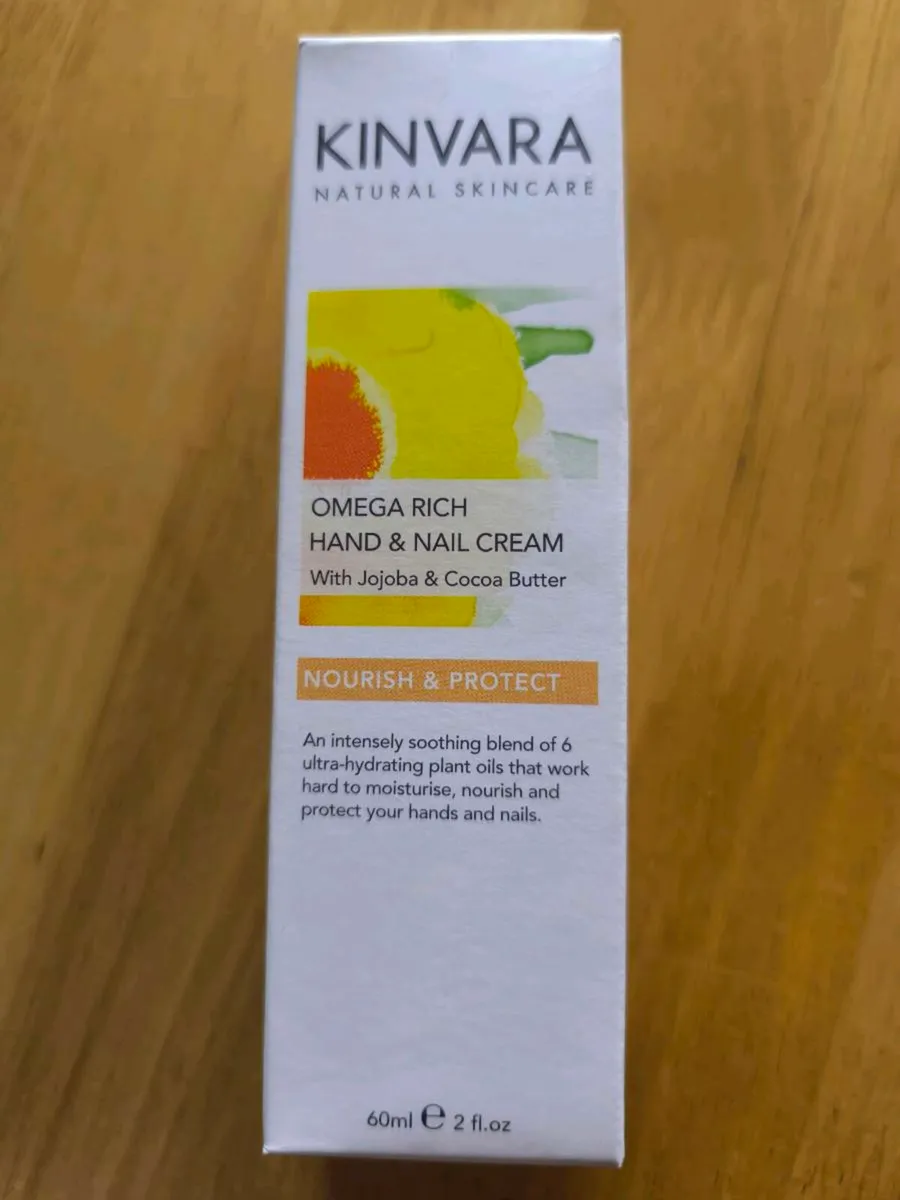 KINVARA
NATURAL SKINCARE
OMEGA RICH
HAND & NAIL CREAM
With Jojoba & Cocoa Butter
NOURISH & PROTECT
An intensely soothing blend of 6
ultra-hydrating plant oils that work
hard to moisturise, nourish and
protect your hands and nails.
60ml ℮ 2 fl.oz